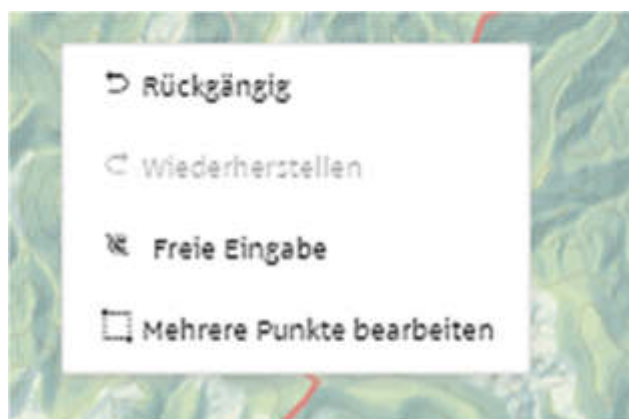 Rückgängig
Wiederherstellen
Freie Eingabe
Mehrere Punkte bearbeiten